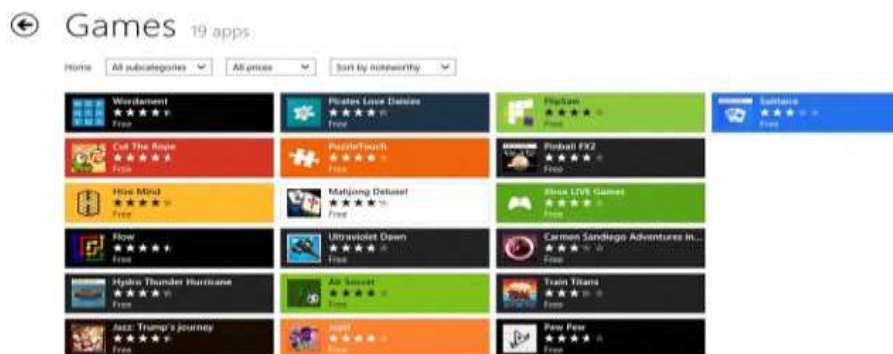 Games 19 apps
Home All subcategories All prices Sort by noteworthy
Wordament
Free
Cut The Rope
Free
Hive Mind
Free
Flow
Free
Hydro Thunder Hurricane
Free
Jazz: Trump's journey
Free
Pirates Love Daisies
Free
PuzzleTouch
Free
Mahjong Deluxe!
Free
Ultraviolet Dawn
Free
Air Soccer
Free
Free
FlipSaw
Free
Pinball FX2
Free
Xbox LIVE Games
Free
Carmen Sandiego Adventures in...
Free
Train Titans
Free
Pew Pew
Free
Solitaire
Free